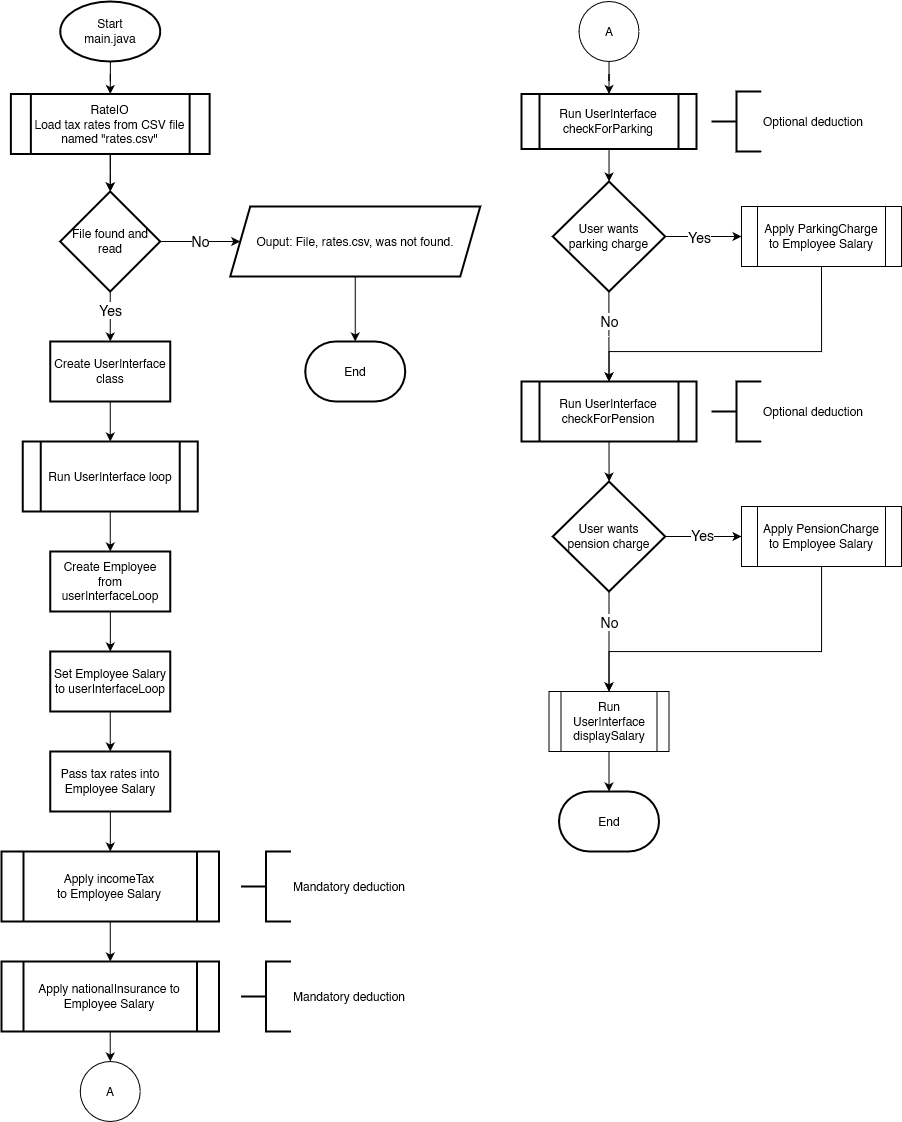 Start
main.java
RateIO
Load tax rates from CSV file
named "rates.csv"
File found and
read
No
Ouput: File, rates.csv, was not found.
End
Yes
Create UserInterface
class
Run UserInterface loop
Create Employee
from
userInterfaceLoop
Set Employee Salary
to userInterfaceLoop
Pass tax rates into
Employee Salary
Apply incomeTax
to Employee Salary
Mandatory deduction
Apply nationalInsurance to
Employee Salary
Mandatory deduction
A
A
Run UserInterface
checkForParking
Optional deduction
User wants
parking charge
Yes
Apply ParkingCharge
to Employee Salary
No
Run UserInterface
checkForPension
Optional deduction
User wants
pension charge
Yes
Apply PensionCharge
to Employee Salary
No
Run
UserInterface
displaySalary
End